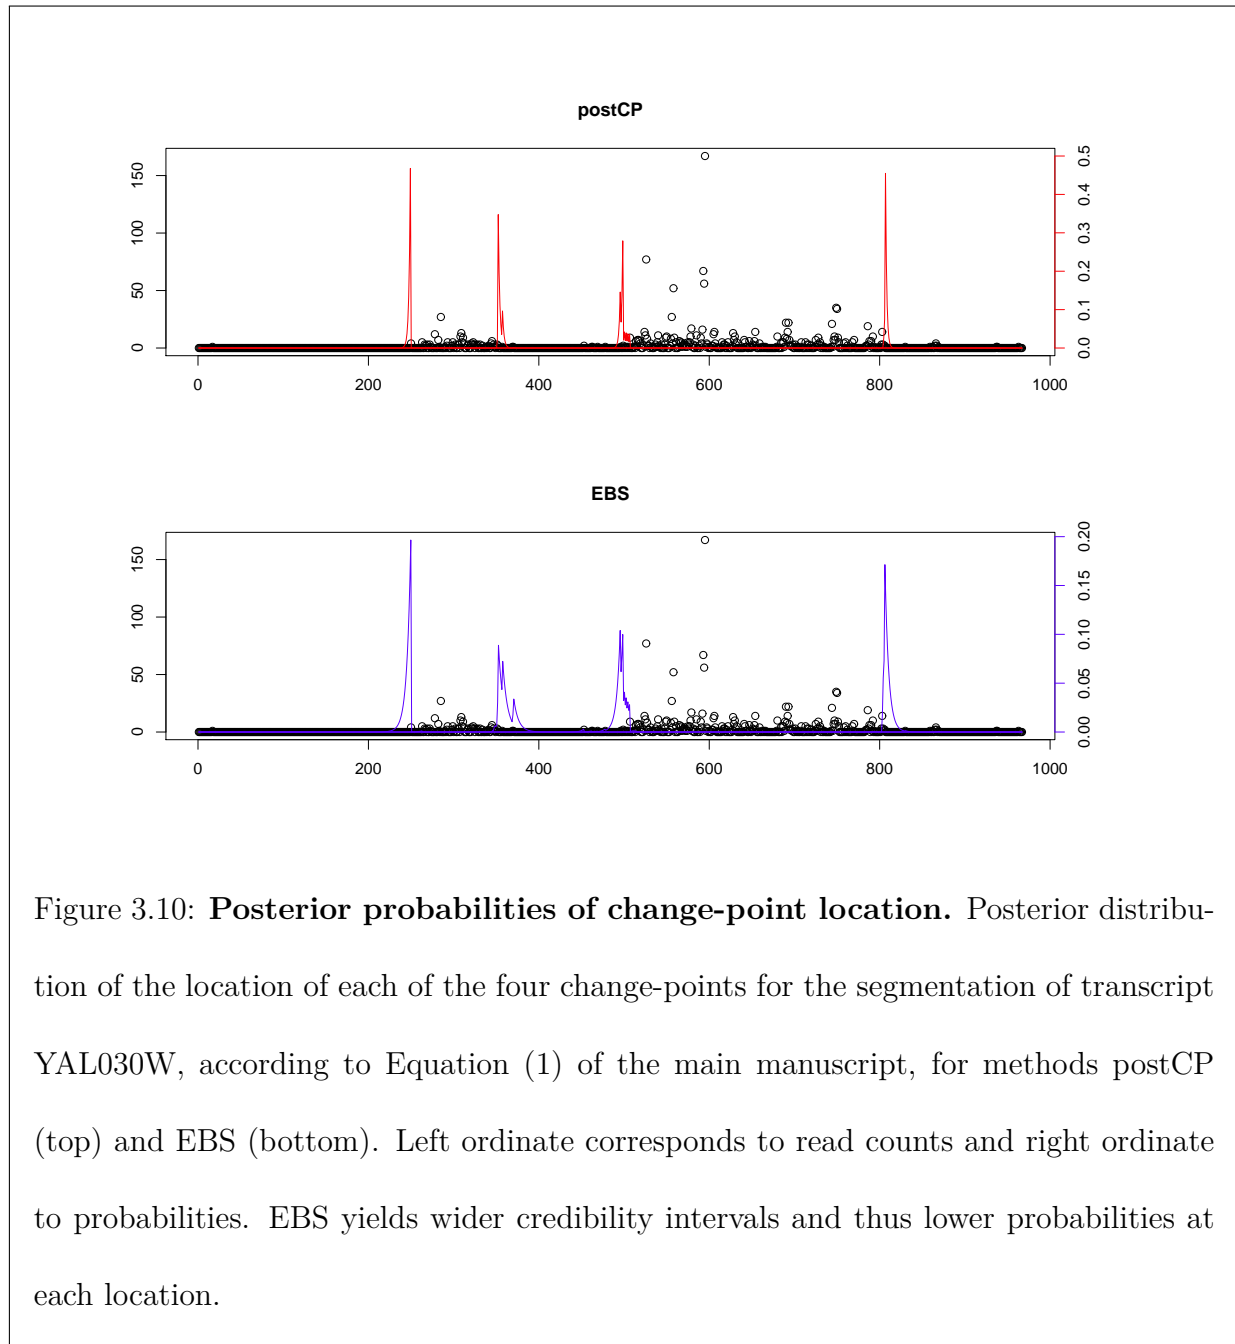 postCP
150
100
50
0
0.5
0.4
0.3
0.2
0.1
0.0
0 200 400 600 800 1000
EBS
150
100
50
0
0.20
0.15
0.10
0.05
0.00
0 200 400 600 800 1000
Figure 3.10: Posterior probabilities of change-point location. Posterior distribu-
tion of the location of each of the four change-points for the segmentation of transcript
YAL030W, according to Equation (1) of the main manuscript, for methods postCP
(top) and EBS (bottom). Left ordinate corresponds to read counts and right ordinate
to probabilities. EBS yields wider credibility intervals and thus lower probabilities at
each location.